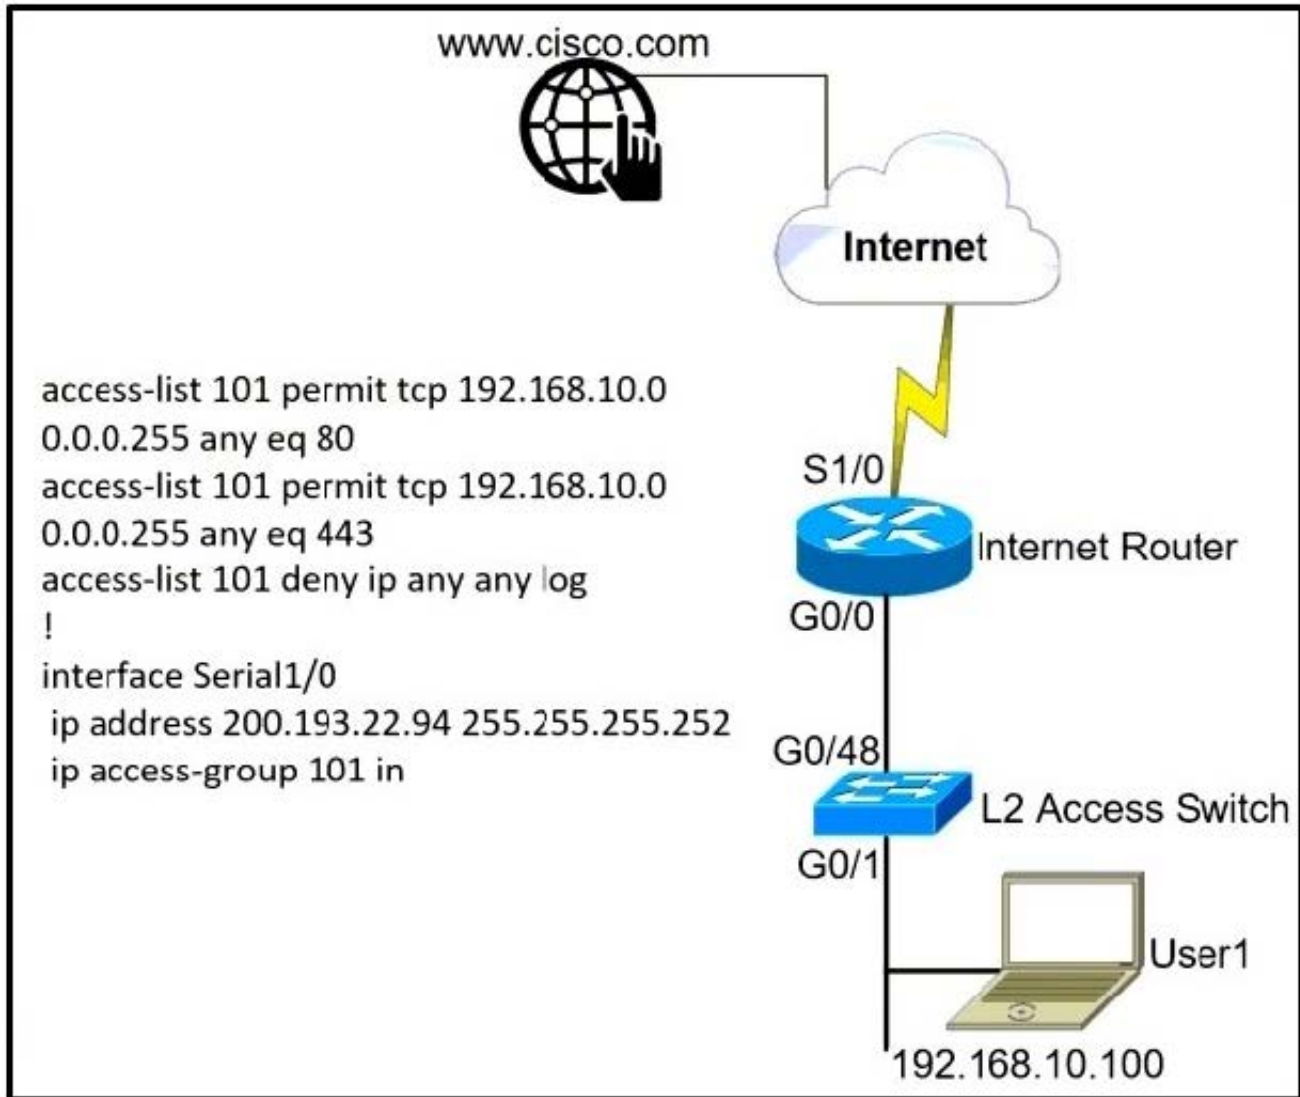 www.cisco.com
Internet
access-list 101 permit tcp 192.168.10.0
0.0.0.255 any eq 80
access-list 101 permit tcp 192.168.10.0
0.0.0.255 any eq 443
access-list 101 deny ip any any log
!
interface Serial1/0
ip address 200.193.22.94 255.255.255.252
ip access-group 101 in
S1/0
Internet Router
G0/0
G0/48
L2 Access Switch
G0/1
User1
192.168.10.100